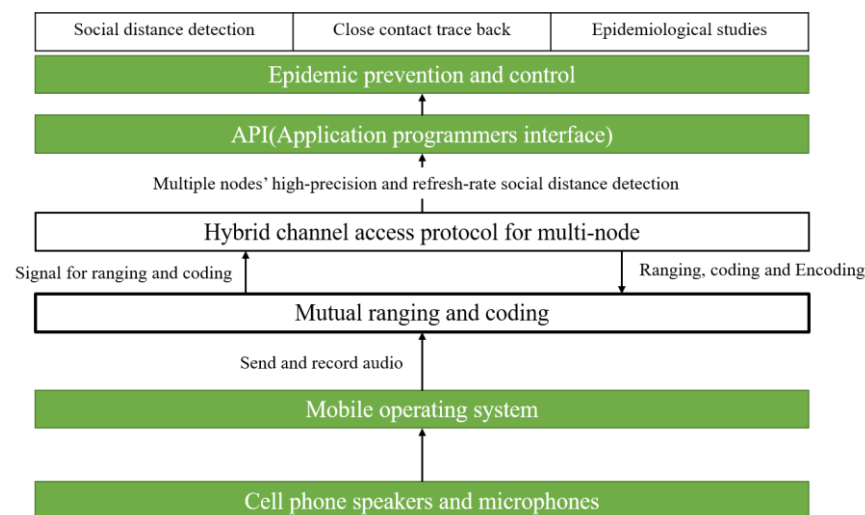 Social distance detection
Close contact trace back
Epidemiological studies
Epidemic prevention and control
API(Application programmers interface)
Multiple nodes’ high-precision and refresh-rate social distance detection
Hybrid channel access protocol for multi-node
Signal for ranging and coding
Ranging, coding and Encoding
Mutual ranging and coding
Send and record audio
Mobile operating system
Cell phone speakers and microphones